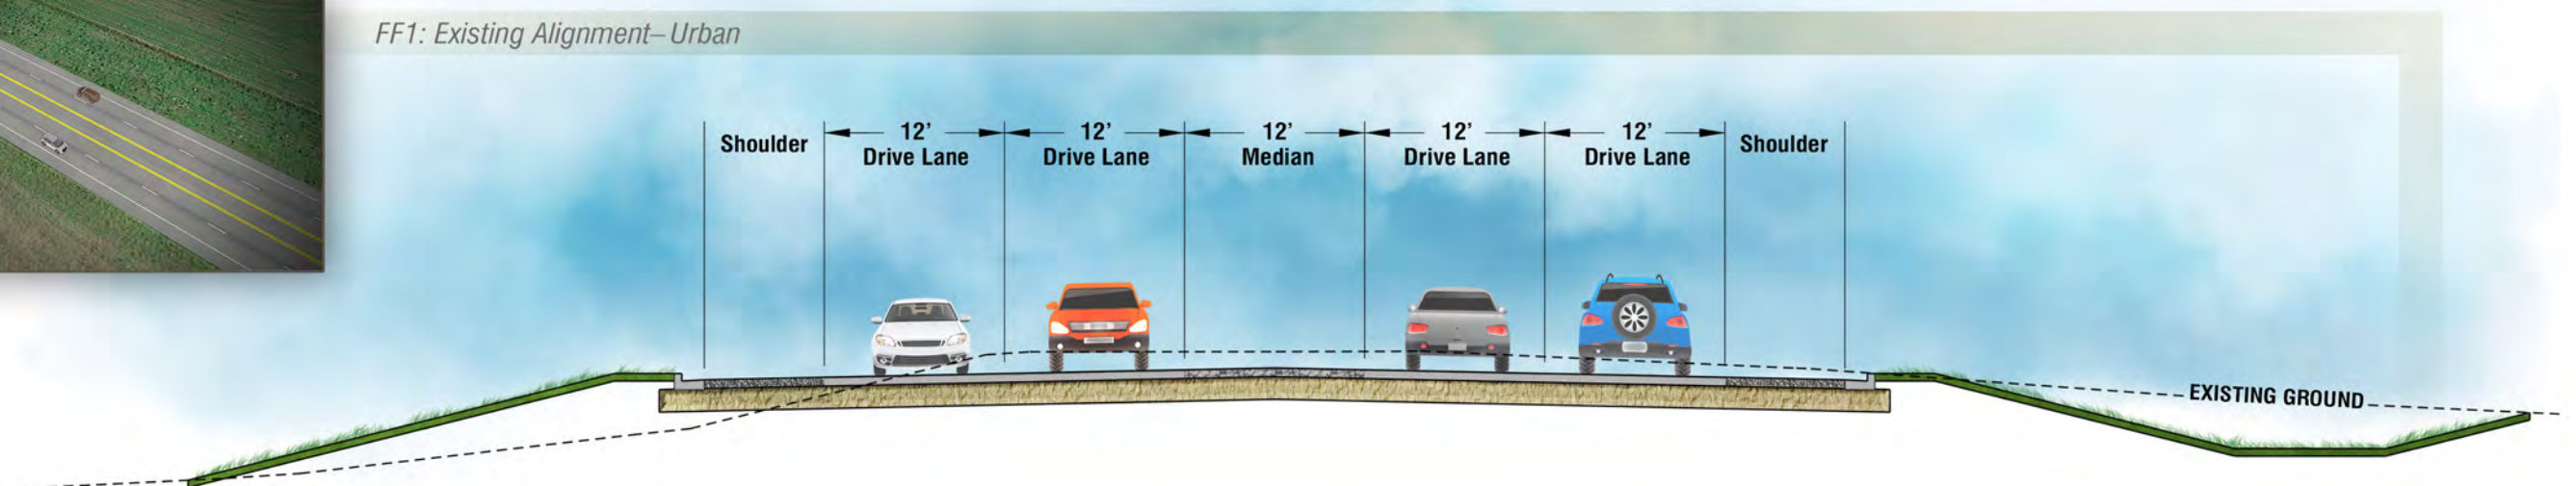 FF1: Existing Alignment–Urban
Shoulder
12’
Drive Lane
12’
Drive Lane
12’
Median
12’
Drive Lane
12’
Drive Lane
Shoulder
EXISTING GROUND